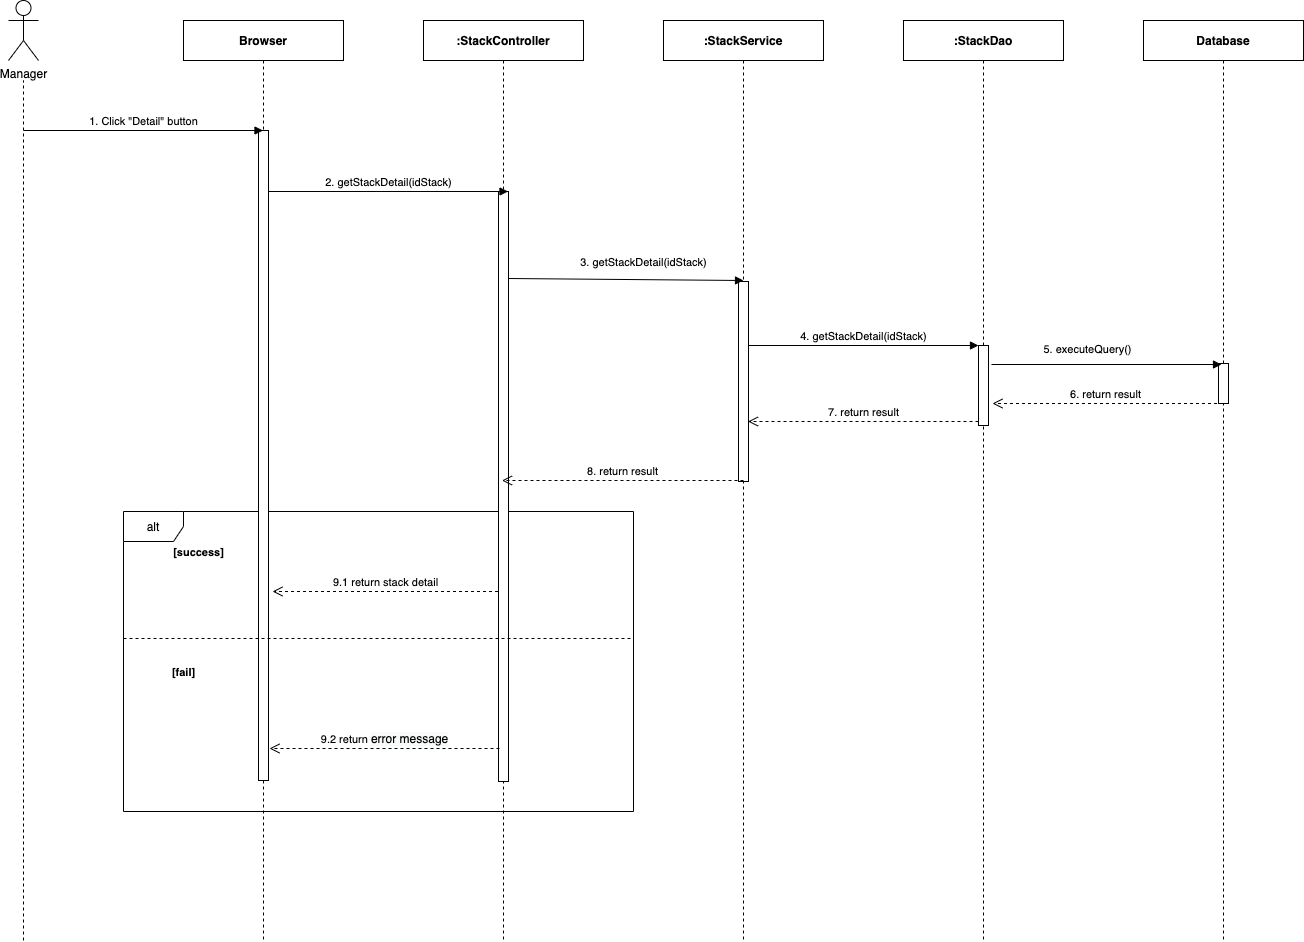 Manager
Browser
:StackController
:StackService
:StackDao
Database
1. Click "Detail" button
2. getStackDetail(idStack)
3. getStackDetail(idStack)
4. getStackDetail(idStack)
5. executeQuery()
6. return result
7. return result
8. return result
alt
[success]
9.1 return stack detail
[fail]
9.2 return error message